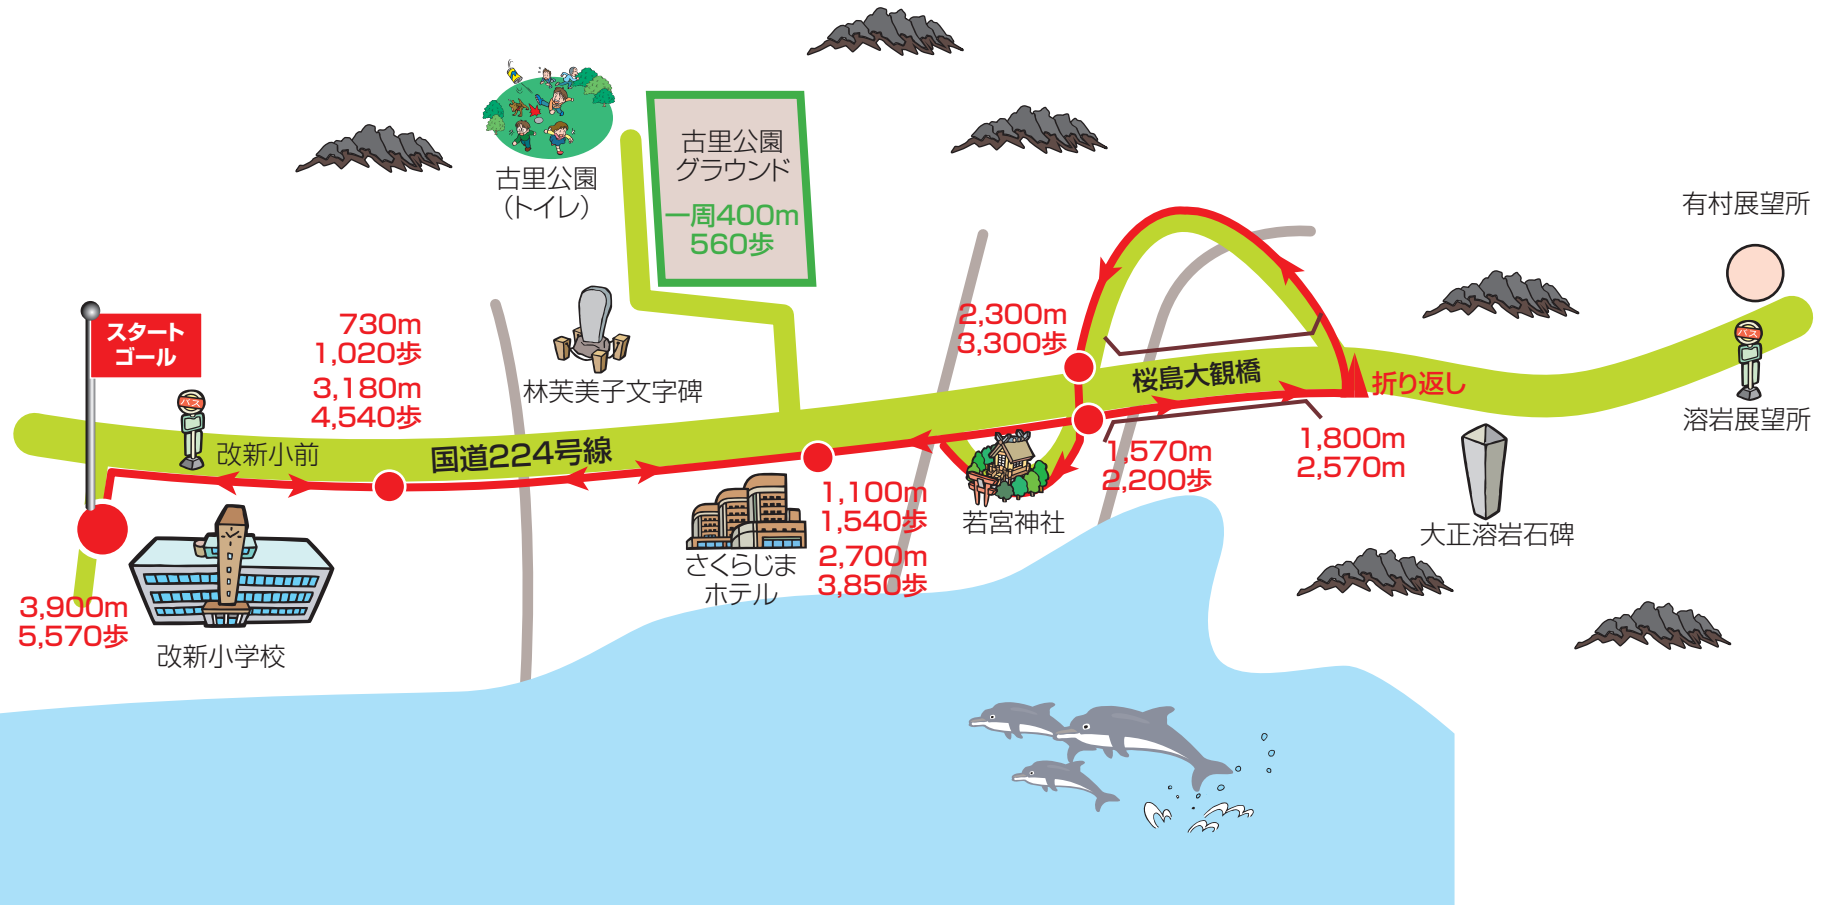 古里公園
(トイレ)
古里公園
グラウンド
一周400m
560歩
有村展望所
スタート
ゴール
730m
1,020歩
3,180m
4,540歩
林芙美子文字碑
2,300m
3,300歩
桜島大観橋
折り返し
バス
溶岩展望所
バス
改新小前
国道224号線
1,570m
2,200歩
1,800m
2,570m
大正溶岩石碑
1,100m
1,540歩
2,700m
3,850歩
若宮神社
さくらじま
ホテル
3,900m
5,570歩
改新小学校